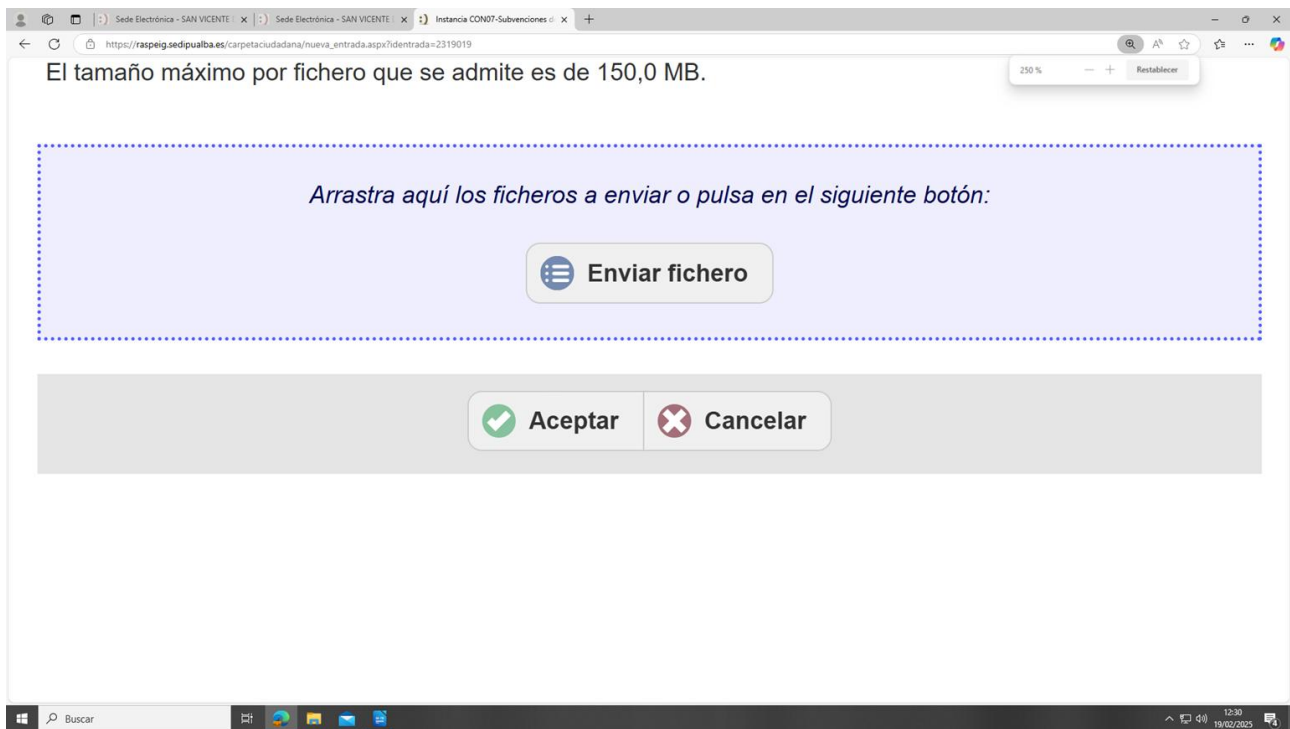 Sede Electrónica - SAN VICENTE
Sede Electrónica - SAN VICENTE
Instancia CON07-Subvenciones d
https://raspeig.sedipualba.es/carpetaciudadana/nueva_entrada.aspx?identrada=2319019
250 %
Restablecer
El tamaño máximo por fichero que se admite es de 150,0 MB.
Arrastra aquí los ficheros a enviar o pulsa en el siguiente botón:
Enviar fichero
Aceptar
Cancelar
Buscar
12:30
19/02/2025